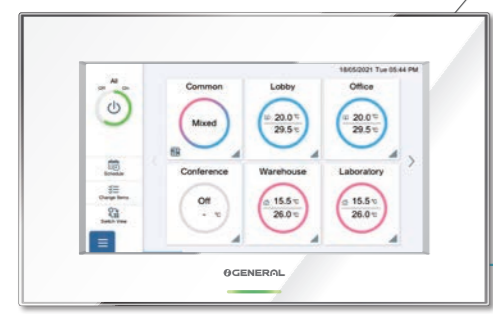 18/05/2021 Tue 05:44 PM
All
Off On
Common
Lobby
Office
Mixed
20.0 °C
29.5 °C
20.0 °C
29.5 °C
Schedule
Change Items
Switch View
Conference
Warehouse
Laboratory
Off
- °C
15.5 °C
26.0 °C
15.5 °C
26.0 °C
GENERAL